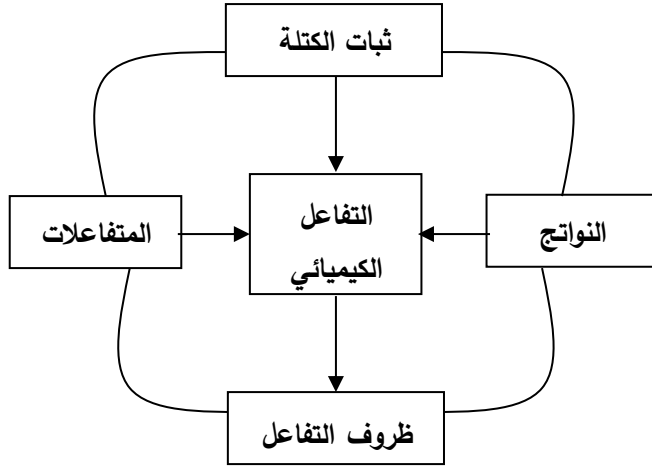 ثبات الكتلة
النواتج
التفاعل
الكيميائي
المتفاعلات
ظروف التفاعل